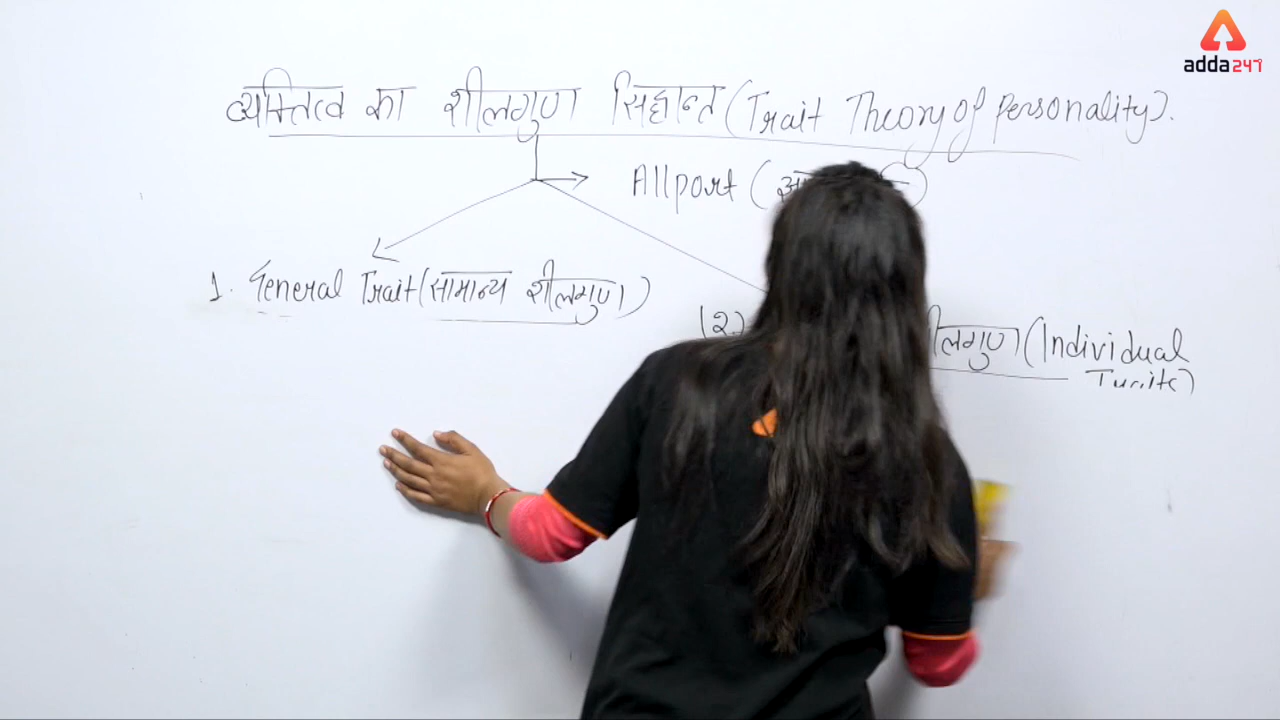 adda247
व्यक्तित्व का शीलगुण सिद्धान्त (Trait Theory of Personality).
Allport (
1. General Trait (सामान्य शीलगुण)
(2) शीलगुण (Individual
Traits)